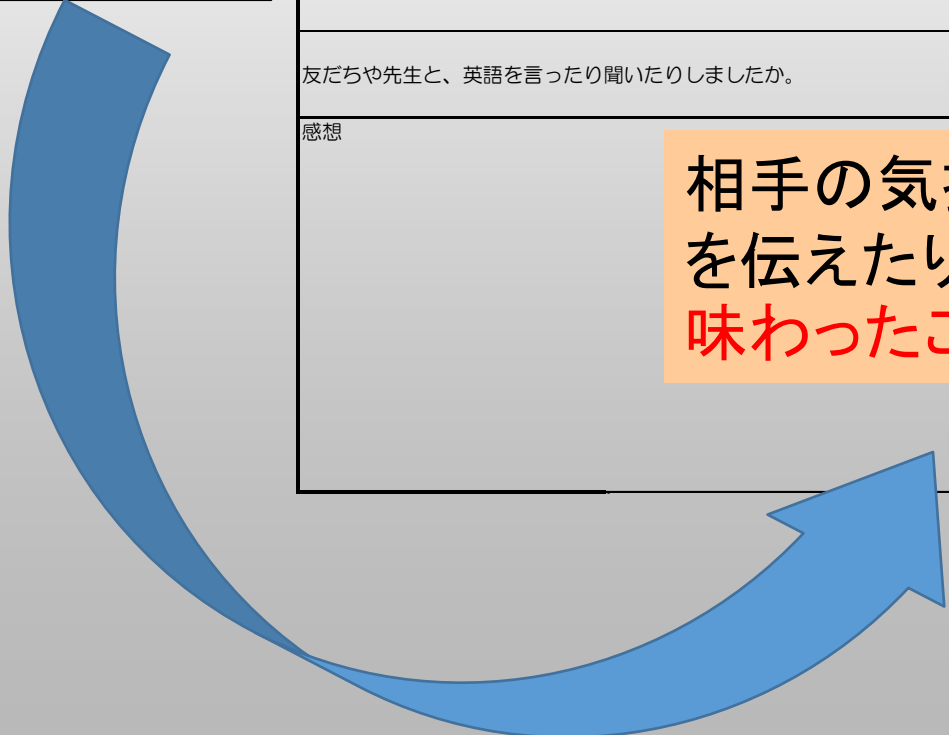 友だちや先生と、英語を言ったり聞いたりしましたか。
感想
相手の気
を伝えたり
味わったこ